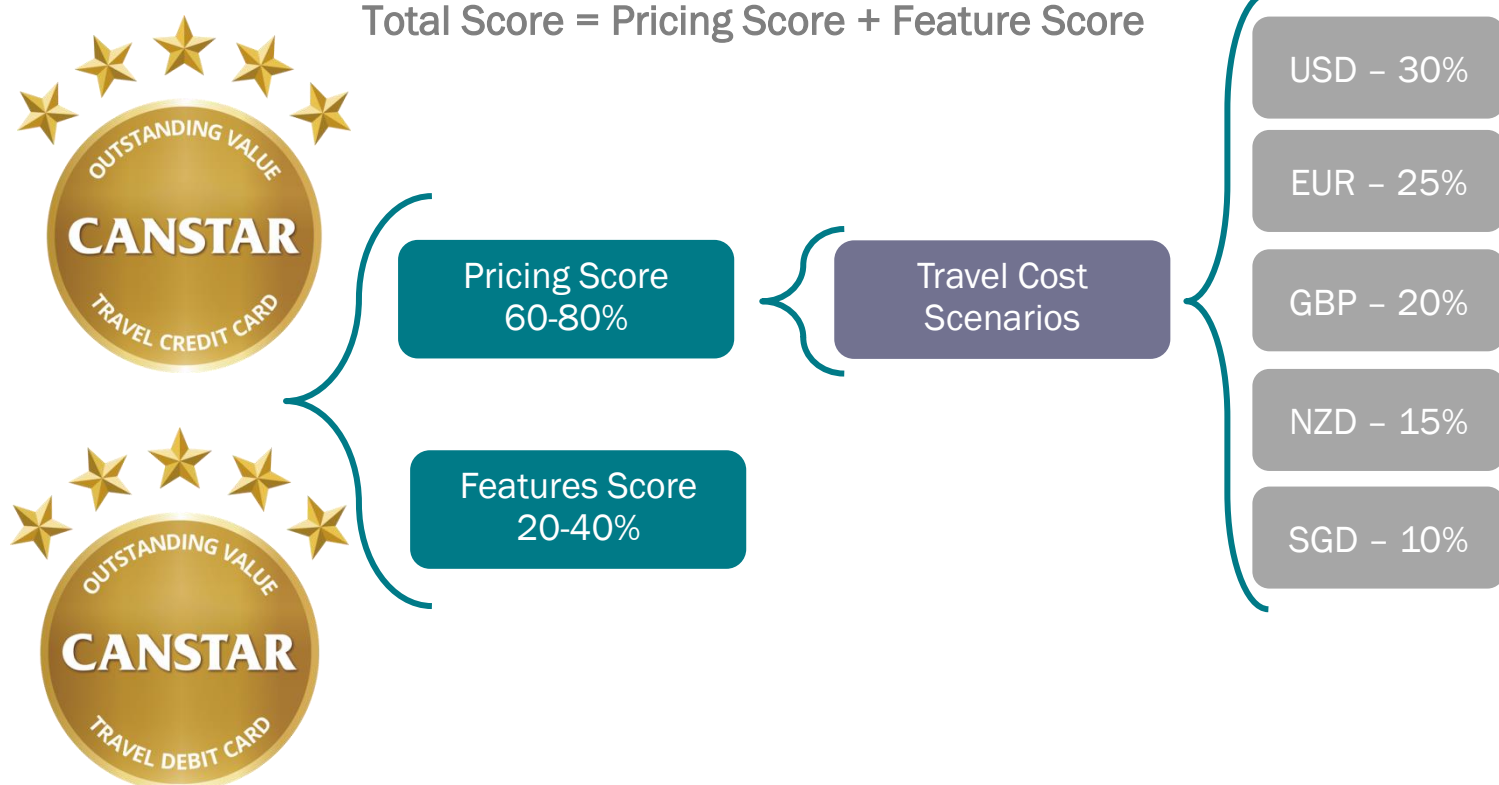 Total Score = Pricing Score + Feature Score
OUTSTANDING VALUE
CANSTAR
TRAVEL CREDIT CARD
OUTSTANDING VALUE
CANSTAR
TRAVEL DEBIT CARD
Pricing Score
60-80%
Features Score
20-40%
Travel Cost
Scenarios
USD – 30%
EUR – 25%
GBP – 20%
NZD – 15%
SGD – 10%